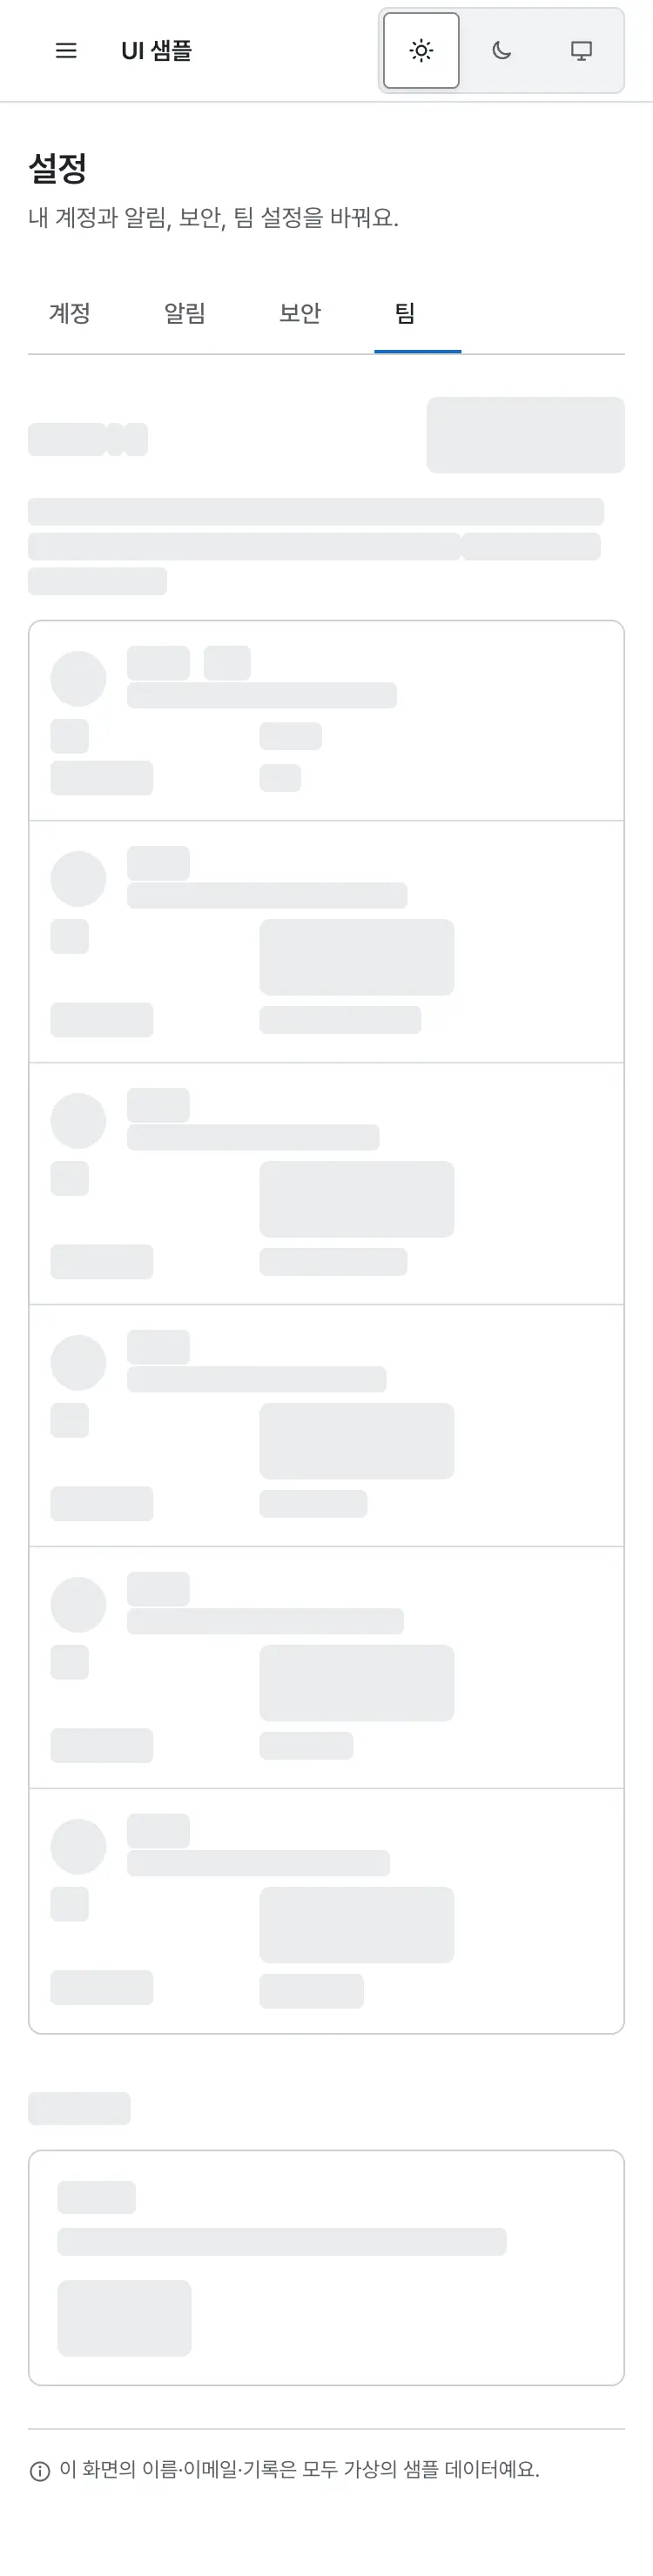 UI 샘플
설정
내 계정과 알림, 보안, 팀 설정을 바꿔요.
계정 알림 보안 팀
이 화면의 이름·이메일·기록은 모두 가상의 샘플 데이터예요.